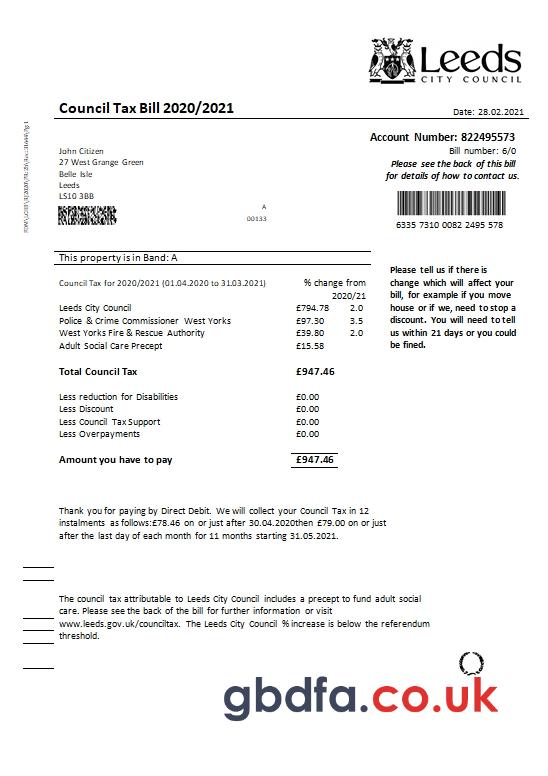 Leeds
CITY COUNCIL
Council Tax Bill 2020/2021
Date: 28.02.2021
Account Number: 822495573
Bill number: 6/0
Please see the back of this bill
for details of how to contact us.
John Citizen
27 West Grange Green
Belle Isle
Leeds
LS10 3BB
A
00133
6335 7310 0082 2495 578
This property is in Band: A
Council Tax for 2020/2021 (01.04.2020 to 31.03.2021) % change from
2020/21
Leeds City Council £794.78 2.0
Police & Crime Commissioner West Yorks £97.30 3.5
West Yorks Fire & Rescue Authority £39.80 2.0
Adult Social Care Precept £15.58
Total Council Tax £947.46
Less reduction for Disabilities £0.00
Less Discount £0.00
Less Council Tax Support £0.00
Less Overpayments £0.00
Amount you have to pay £947.46
Please tell us if there is
change which will affect your
bill, for example if you move
house or if we, need to stop a
discount. You will need to tell
us within 21 days or you could
be fined.
Thank you for paying by Direct Debit. We will collect your Council Tax in 12
instalments as follows:£78.46 on or just after 30.04.2020then £79.00 on or just
after the last day of each month for 11 months starting 31.05.2021.
The council tax attributable to Leeds City Council includes a precept to fund adult social
care. Please see the back of the bill for further information or visit
www.leeds.gov.uk/counciltax. The Leeds City Council % increase is below the referendum
threshold.
gbdfa.co.uk